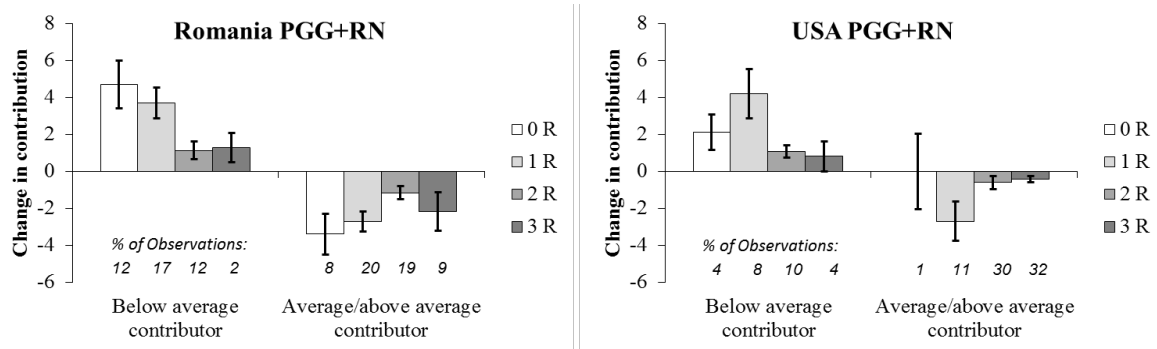 Romania PGG+RN
Change in contribution
8
6
4
2
0
-2
-4
-6
% of Observations:
12 17 12 2 8 20 19 9
Below average
contributor
Average/above average
contributor
0 R
1 R
2 R
3 R
USA PGG+RN
Change in contribution
8
6
4
2
0
-2
-4
-6
% of Observations:
4 8 10 4 1 11 30 32
Below average
contributor
Average/above average
contributor
0 R
1 R
2 R
3 R